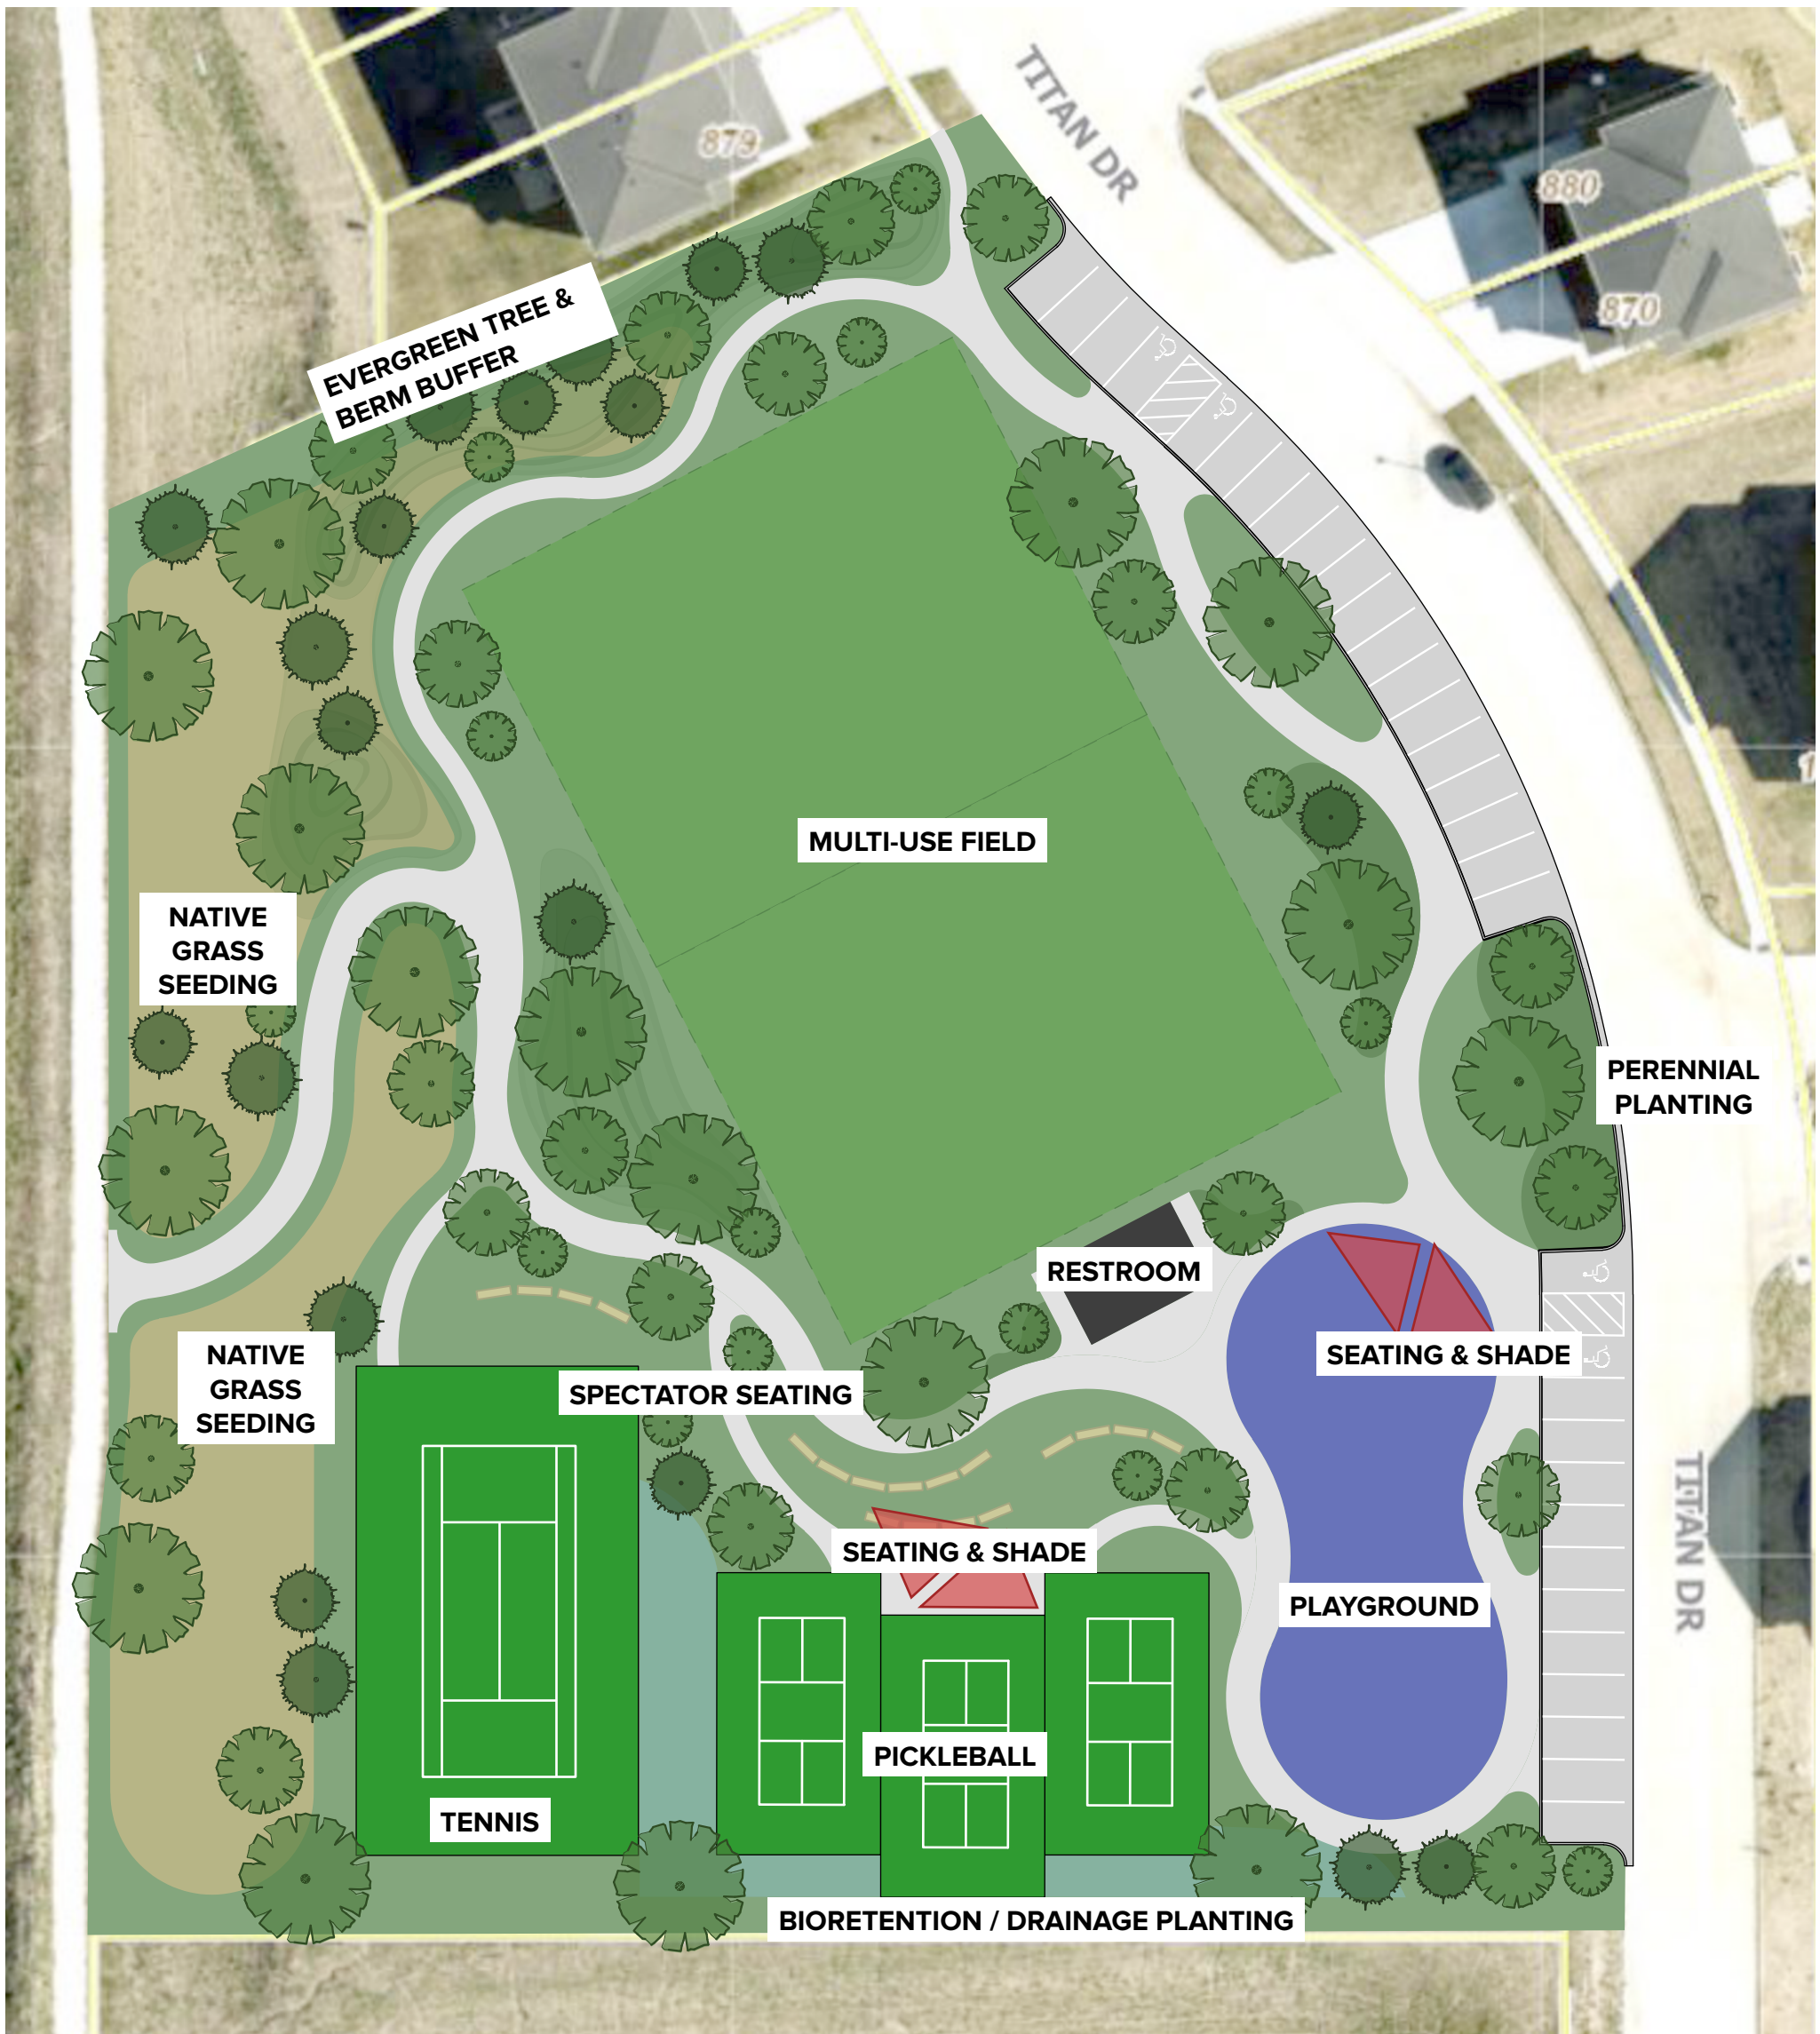 TITAN DR
879
880
870
EVERGREEN TREE &
BERM BUFFER
MULTI-USE FIELD
NATIVE
GRASS
SEEDING
PERENNIAL
PLANTING
RESTROOM
SEATING & SHADE
NATIVE
GRASS
SEEDING
SPECTATOR SEATING
SEATING & SHADE
PLAYGROUND
TITAN DR
PICKLEBALL
TENNIS
BIORETENTION / DRAINAGE PLANTING